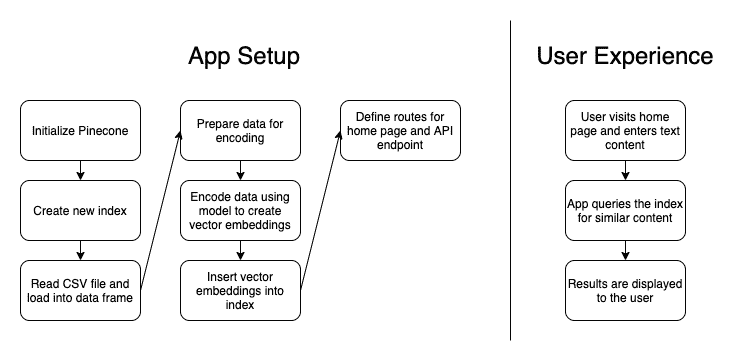 App Setup
User Experience
Initialize Pinecone
Create new index
Read CSV file and
load into data frame
Prepare data for
encoding
Encode data using
model to create
vector embeddings
Insert vector
embeddings into
index
Define routes for
home page and API
endpoint
User visits home
page and enters text
content
App queries the index
for similar content
Results are displayed
to the user